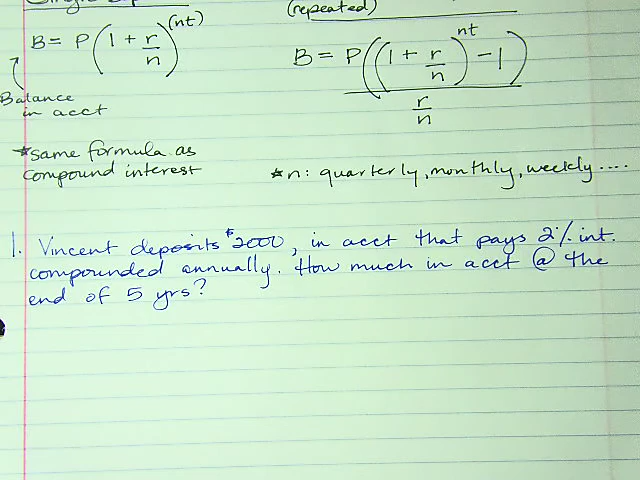 (repeated)
B = P(1 + r/n)^(nt)
B = P((1 + r/n)^nt - 1)
r/n
Balance
in acct
*same formula as
compound interest
*n: quarterly, monthly, weekly....
1. Vincent deposits $2000, in acct that pays 2% int.
compounded annually. How much in acct @ the
end of 5 yrs?